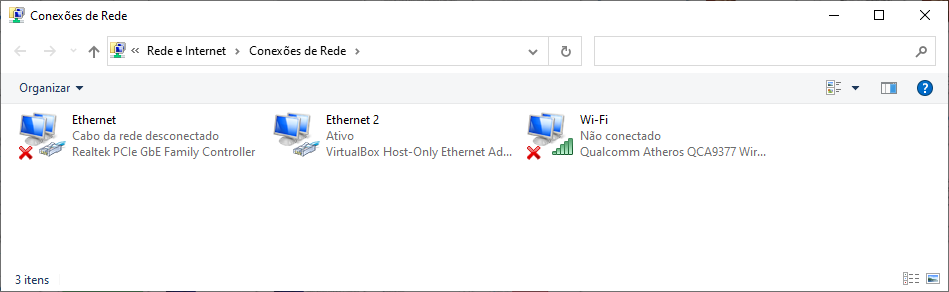 Conexões de Rede
« Rede e Internet > Conexões de Rede >
Organizar
Ethernet
Cabo da rede desconectado
Realtek PCIe GbE Family Controller
Ethernet 2
Ativo
VirtualBox Host-Only Ethernet Ad...
Wi-Fi
Não conectado
Qualcomm Atheros QCA9377 Wir...
3 itens